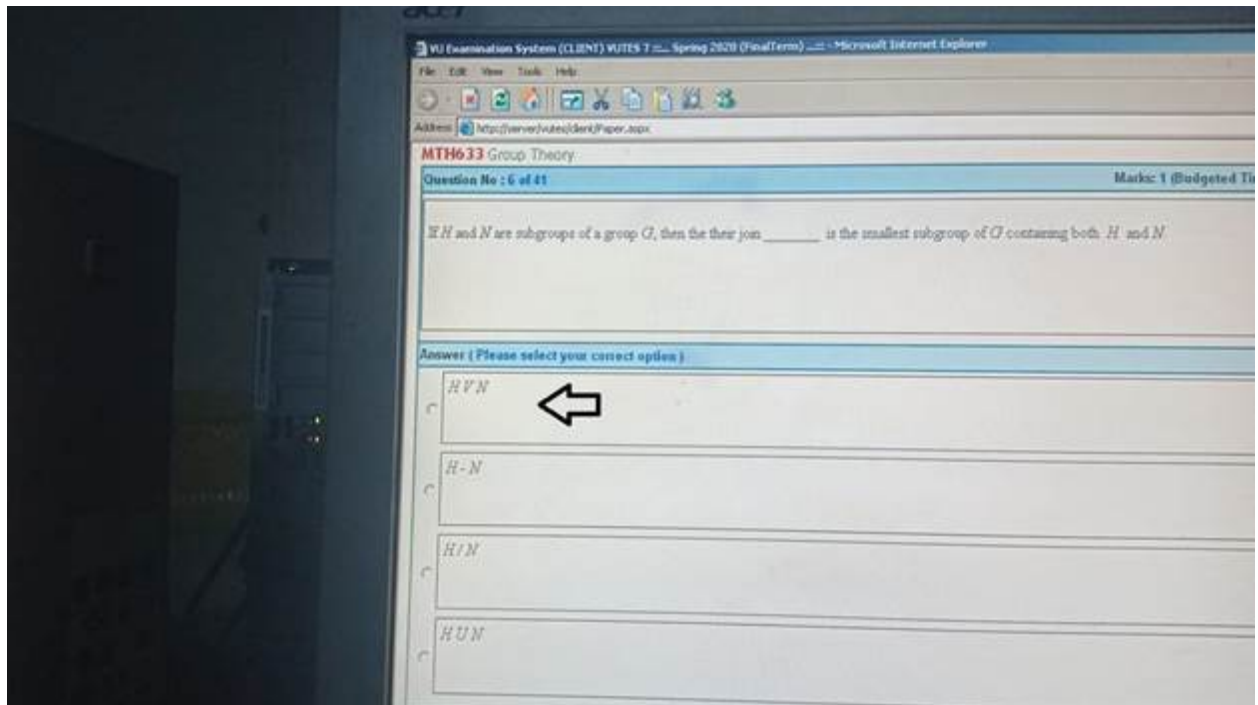 acer
VU Examination System (CLIENT) VUTES 7 ::... Spring 2020 (FinalTerm) ...:: - Microsoft Internet Explorer
File Edit View Tools Help
Address http://server/vutes/client/Paper.aspx
MTH633 Group Theory
Question No : 6 of 41 Marks: 1 (Budgeted Ti
If H and N are subgroups of a group G, then the their join _______ is the smallest subgroup of G containing both H and N
Answer ( Please select your correct option )
H V N
H - N
H / N
H U N